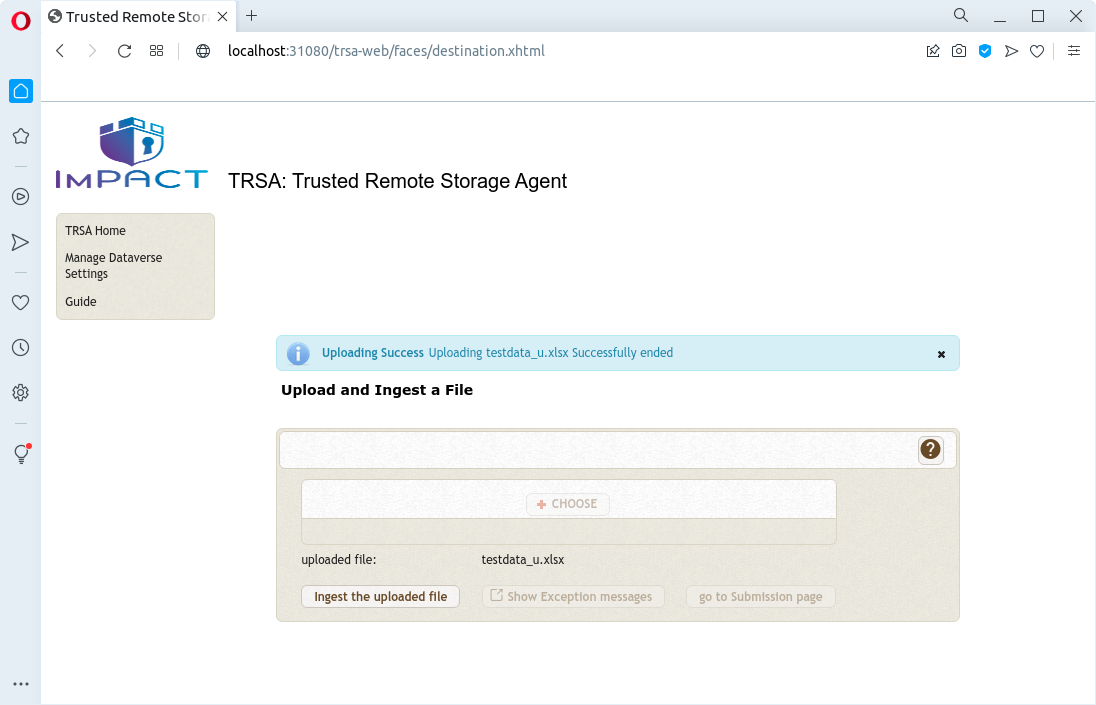 Trusted Remote Stor
localhost:31080/trsa-web/faces/destination.xhtml
IMPACT
TRSA: Trusted Remote Storage Agent
TRSA Home
Manage Dataverse
Settings
Guide
Uploading Success Uploading testdata_u.xlsx Successfully ended
Upload and Ingest a File
?
CHOOSE
uploaded file: testdata_u.xlsx
Ingest the uploaded file Show Exception messages go to Submission page